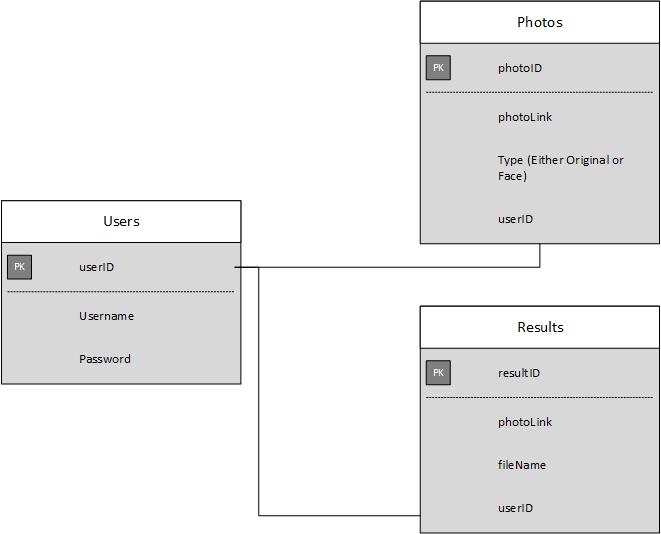 Photos
PK photoID
photoLink
Type (Either Original or
Face)
userID
Users
PK userID
Username
Password
Results
PK resultID
photoLink
fileName
userID